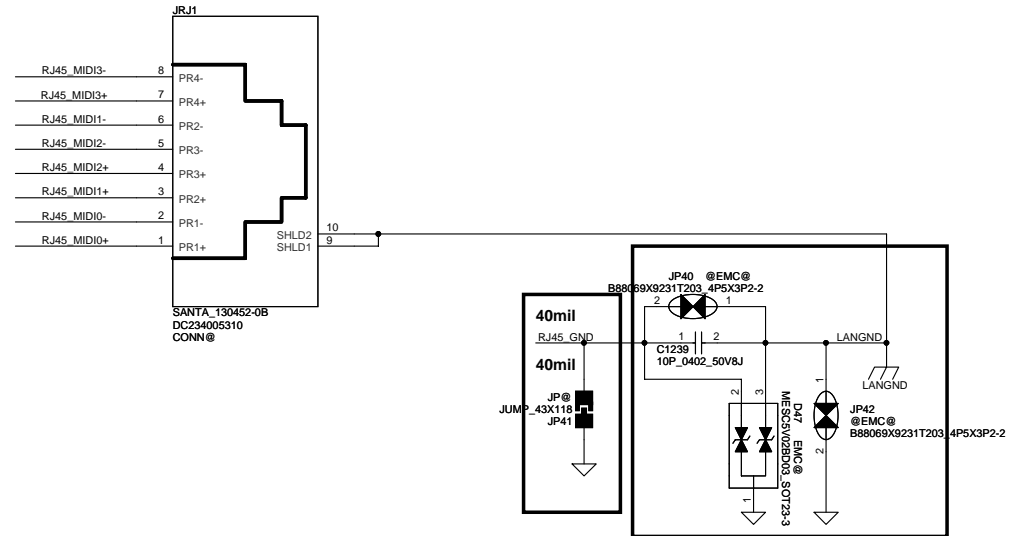 JRJ1
RJ45_MIDI3- 8 PR4-
RJ45_MIDI3+ 7 PR4+
RJ45_MIDI1- 6 PR2-
RJ45_MIDI2- 5 PR3-
RJ45_MIDI2+ 4 PR3+
RJ45_MIDI1+ 3 PR2+
RJ45_MIDI0- 2 PR1-
RJ45_MIDI0+ 1 PR1+
SHLD2 10
SHLD1 9
SANTA_130452-0B
DC234005310
CONN@
JP40 @EMC@
B88069X9231T203_4P5X3P2-2
2 1
40mil
RJ45_GND
40mil
1 2
C1239
10P_0402_50V8J
LANGND
LANGND
JP@
JUMP_43X118
JP41
2 3
D47 EMC@
MESC5V02BD03_SOT23-3
1
1
JP42
@EMC@
B88069X9231T203_4P5X3P2-2
2